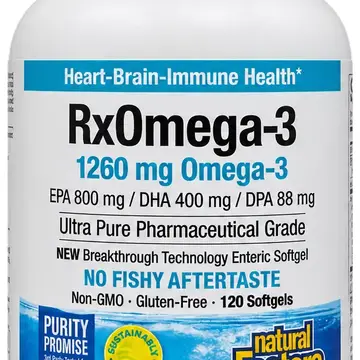 Heart-Brain-Immune Health*
RxOmega-3
1260 mg Omega-3
EPA 800 mg / DHA 400 mg / DPA 88 mg
Ultra Pure Pharmaceutical Grade
NEW Breakthrough Technology Enteric Softgel
NO FISHY AFTERTASTE
Non-GMO • Gluten-Free • 120 Softgels
PURITY
PROMISE
SUSTAINABLY
natural